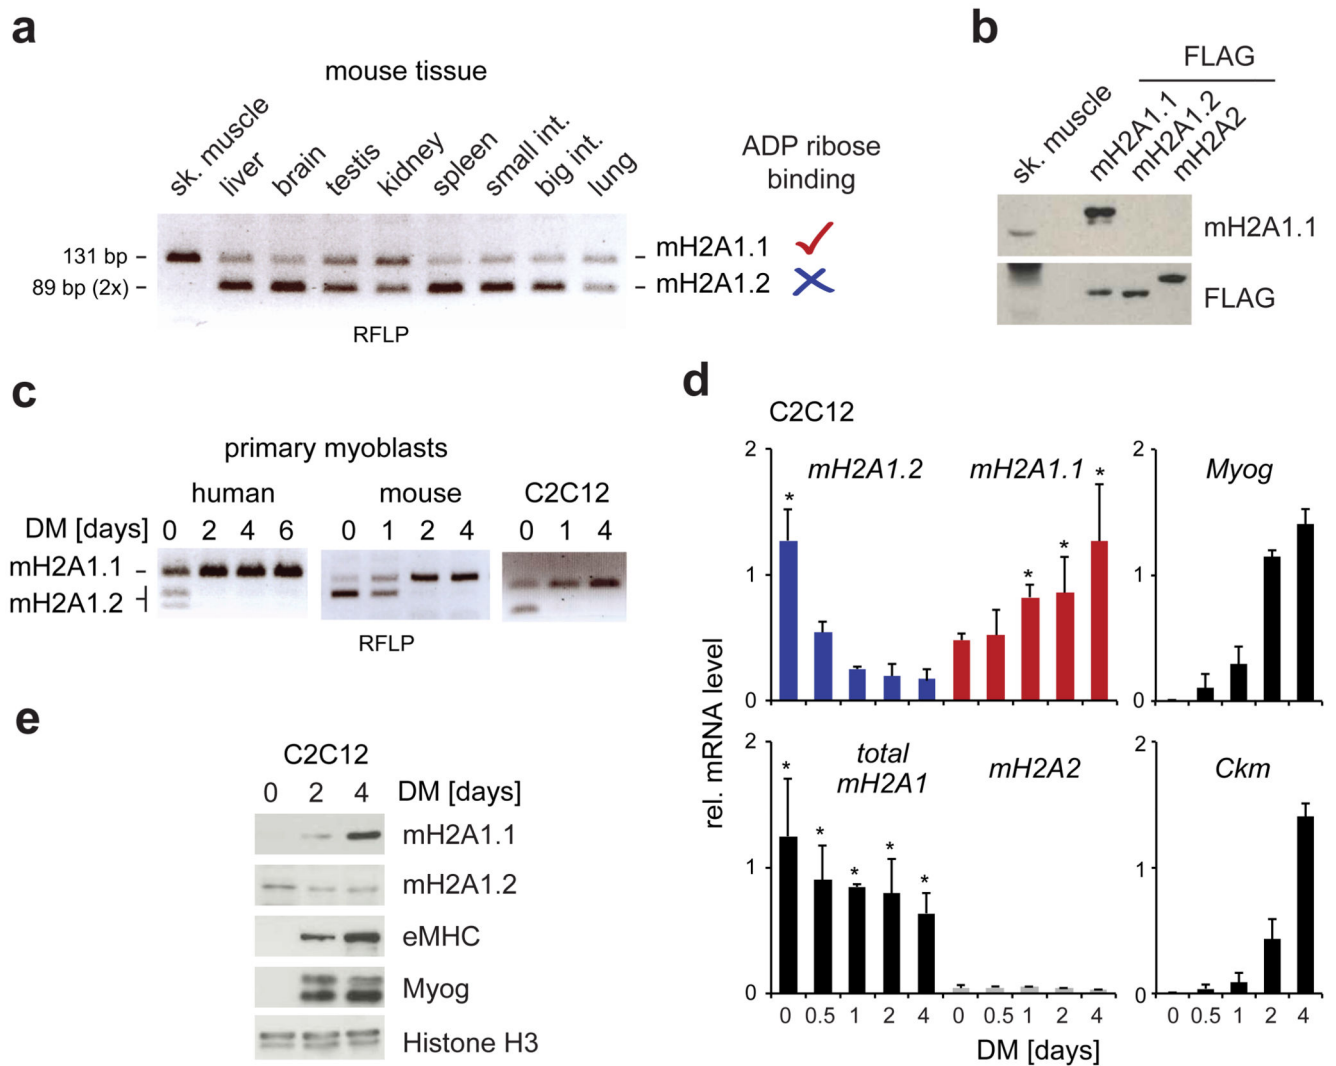 a
mouse tissue
sk. muscle
liver
brain
testis
kidney
spleen
small int.
big int.
lung
ADP ribose
binding
131 bp
89 bp (2x)
mH2A1.1
mH2A1.2
RFLP
b
FLAG
sk. muscle
mH2A1.1
mH2A1.2
mH2A2
mH2A1.1
FLAG
c
primary myoblasts
human mouse C2C12
DM [days] 0 2 4 6 0 1 2 4 0 1 4
mH2A1.1
mH2A1.2
RFLP
d
C2C12
rel. mRNA level
2 mH2A1.2 mH2A1.1 2 Myog
* * * *
1 1
0 0
2 total mH2A2 2 Ckm
mH2A1
* * * * *
1 1
0 0
0 0.5 1 2 4 0 0.5 1 2 4 0 0.5 1 2 4
DM [days]
e
C2C12
0 2 4 DM [days]
mH2A1.1
mH2A1.2
eMHC
Myog
Histone H3